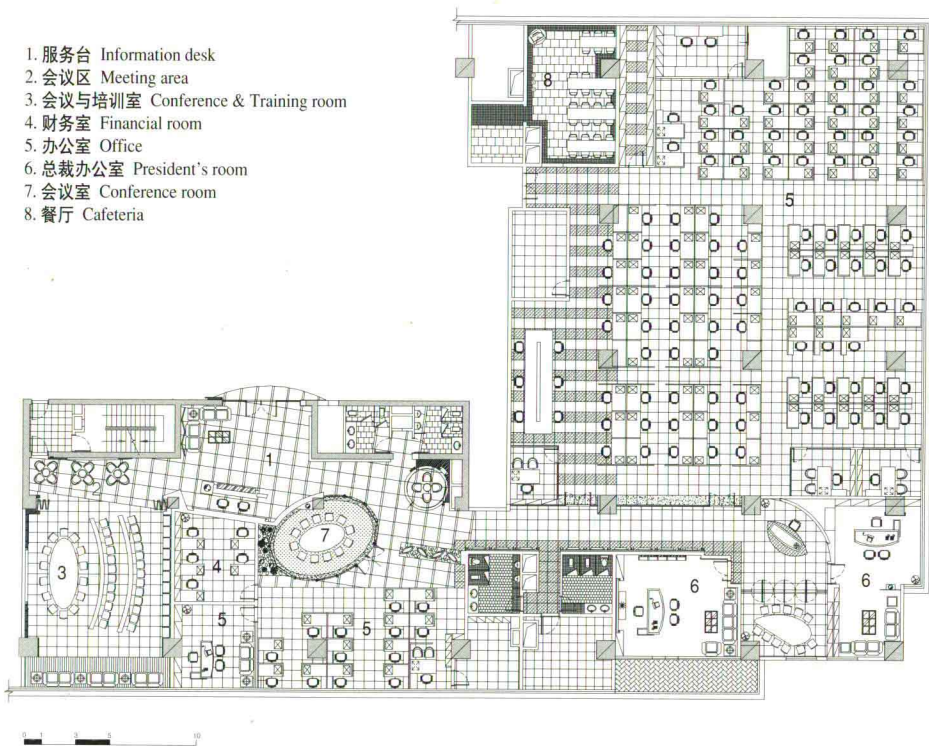 1. 服务台 Information desk
2. 会议区 Meeting area
3. 会议与培训室 Conference & Training room
4. 财务室 Financial room
5. 办公室 Office
6. 总裁办公室 President's room
7. 会议室 Conference room
8. 餐厅 Cafeteria
8
5
1
2
7
3
4
6
6
5
5
0 1 3 5 10